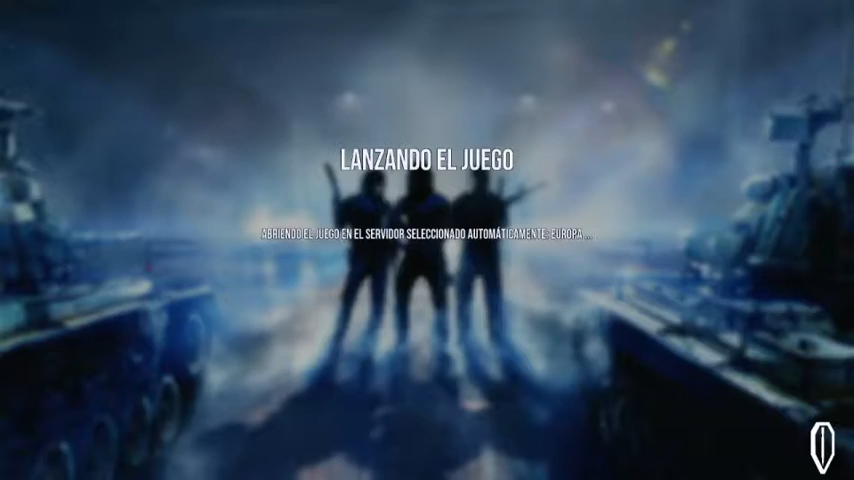 LANZANDO EL JUEGO
ABRIENDO EL JUEGO EN EL SERVIDOR SELECCIONADO AUTOMÁTICAMENTE: EUROPA ...